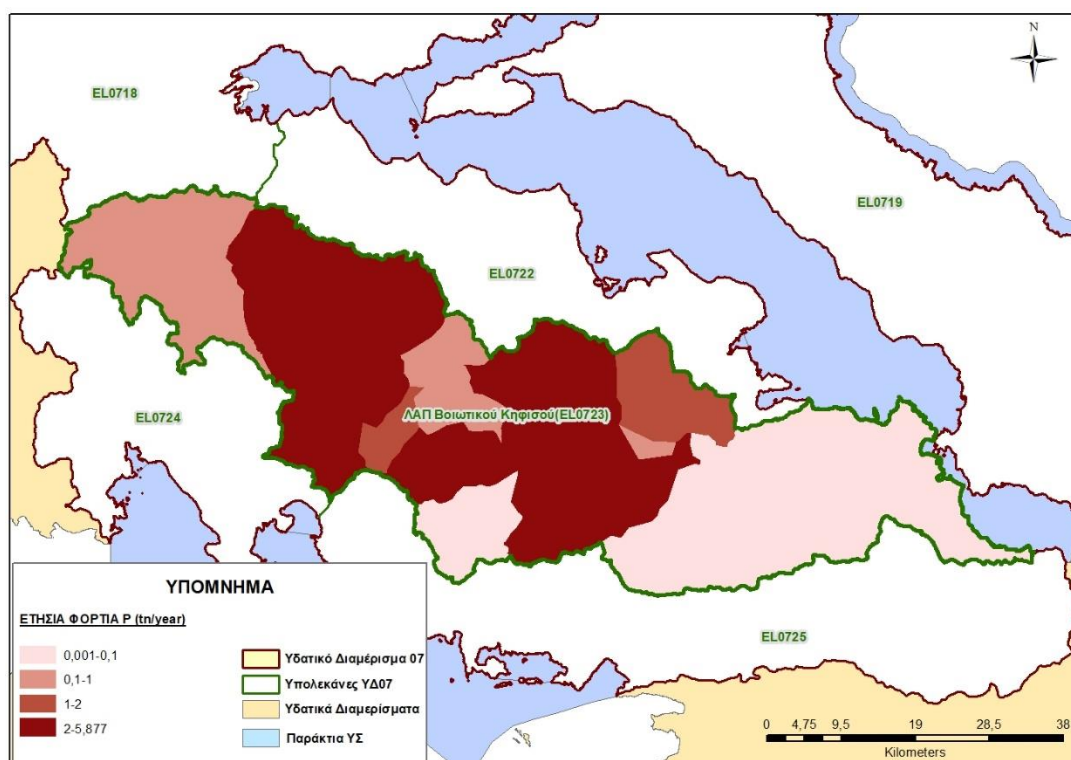 N
EL0718
EL0719
EL0722
EL0724
ΛΑΠ Βοιωτικού Κηφισού(EL0723)
EL0725
ΥΠΟΜΝΗΜΑ
ΕΤΗΣΙΑ ΦΟΡΤΙΑ P (tn/year)
0,001-0,1
0,1-1
1-2
2-5,877
Υδατικό Διαμέρισμα 07
Υπολεκάνες ΥΔ07
Υδατικά Διαμερίσματα
Παράκτια ΥΣ
0 4,75 9,5 19 28,5 38
Kilometers